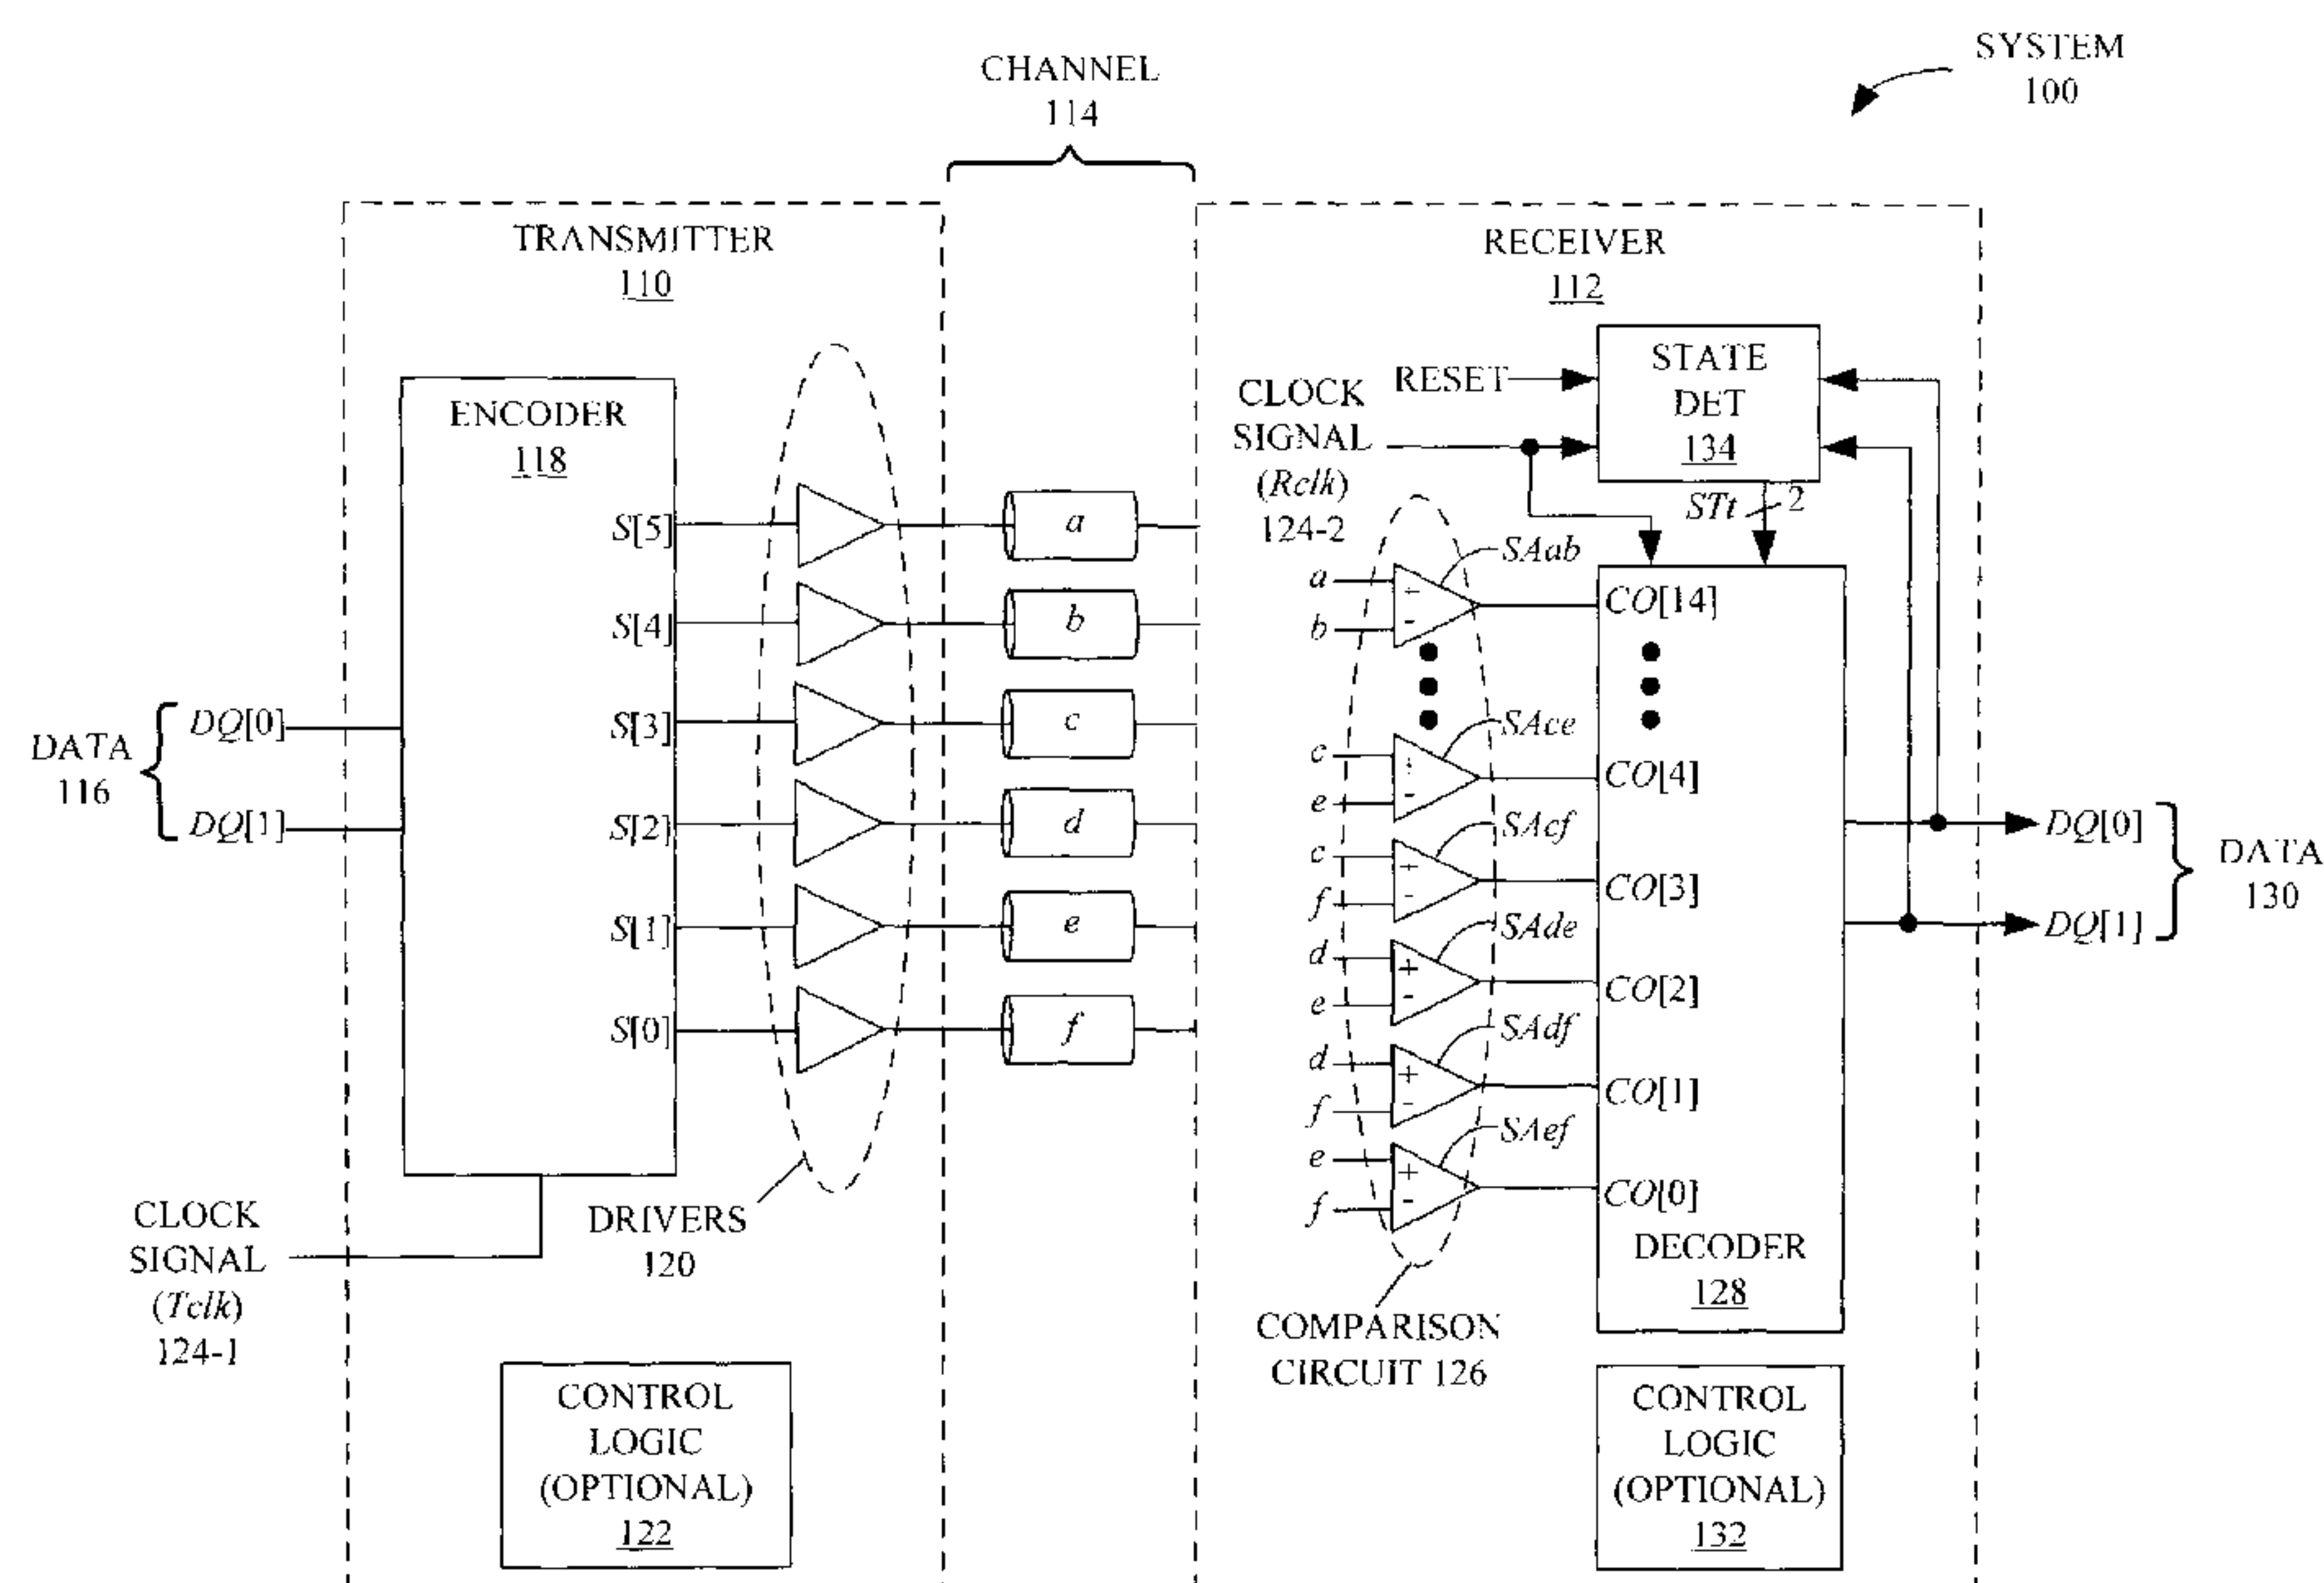 SYSTEM
100
CHANNEL
114
TRANSMITTER
110
RECEIVER
112
ENCODER
118
S[5]
S[4]
S[3]
S[2]
S[1]
S[0]
DATA
116
DQ[0]
DQ[1]
CLOCK
SIGNAL
(Tclk)
124-1
DRIVERS
120
CONTROL
LOGIC
(OPTIONAL)
122
a
b
c
d
e
f
RESET
CLOCK
SIGNAL
(Rclk)
124-2
STATE
DET
134
STt
2
a
b
+
-
SAab
CO[14]
c
e
+
-
SAce
CO[4]
c
f
+
-
SAcf
CO[3]
d
e
+
-
SAde
CO[2]
d
f
+
-
SAdf
CO[1]
e
f
+
-
SAef
CO[0]
DECODER
128
COMPARISON
CIRCUIT 126
DQ[0]
DQ[1]
DATA
130
CONTROL
LOGIC
(OPTIONAL)
132